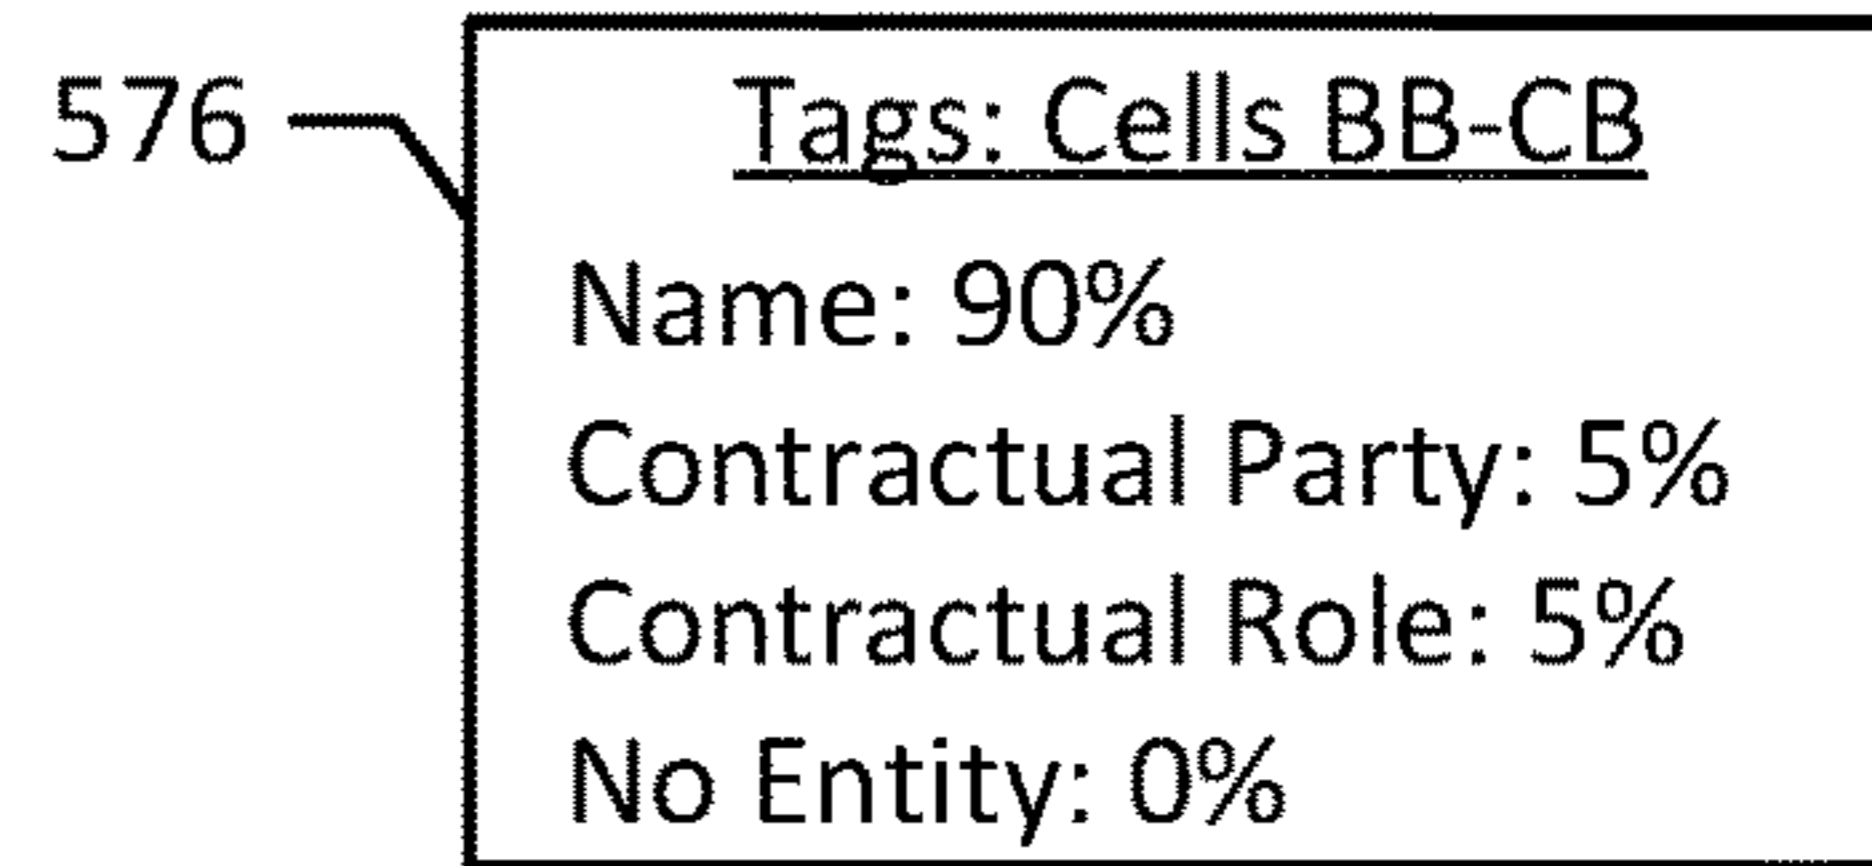 576
Tags: Cells BB-CB
Name: 90%
Contractual Party: 5%
Contractual Role: 5%
No Entity: 0%